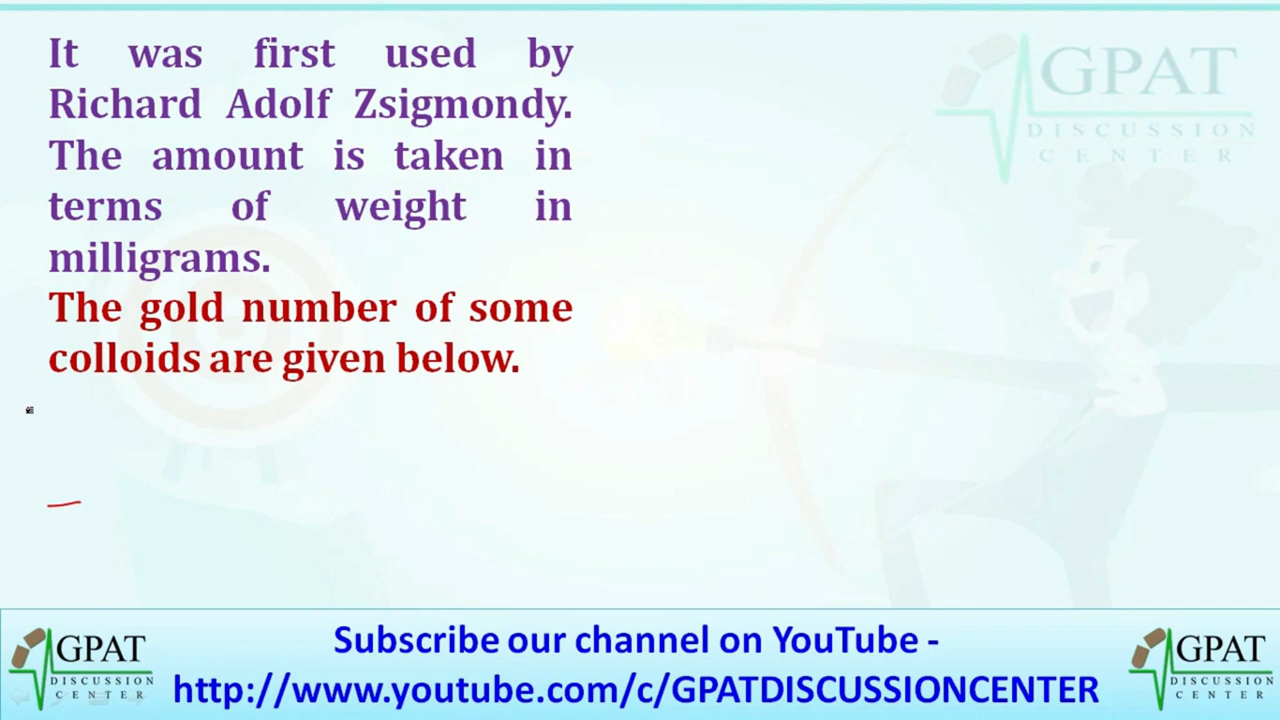 It was first used by
Richard Adolf Zsigmondy.
The amount is taken in
terms of weight in
milligrams.
The gold number of some
colloids are given below.
GPAT
DISCUSSION
CENTER
Subscribe our channel on YouTube -
http://www.youtube.com/c/GPATDISCUSSIONCENTER
GPAT
DISCUSSION
CENTER
GPAT
DISCUSSION
CENTER